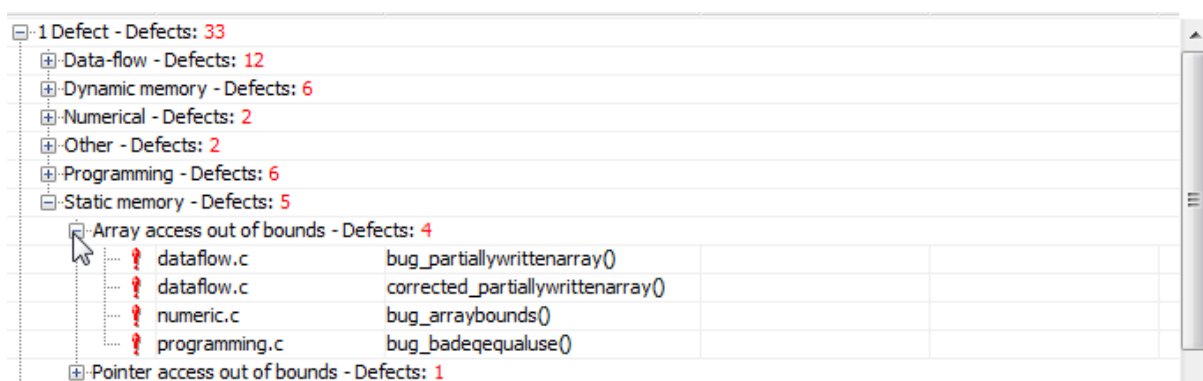 1 Defect - Defects: 33
Data-flow - Defects: 12
Dynamic memory - Defects: 6
Numerical - Defects: 2
Other - Defects: 2
Programming - Defects: 6
Static memory - Defects: 5
Array access out of bounds - Defects: 4
dataflow.c bug_partiallywrittenarray()
dataflow.c corrected_partiallywrittenarray()
numeric.c bug_arraybounds()
programming.c bug_badeqequaluse()
Pointer access out of bounds - Defects: 1